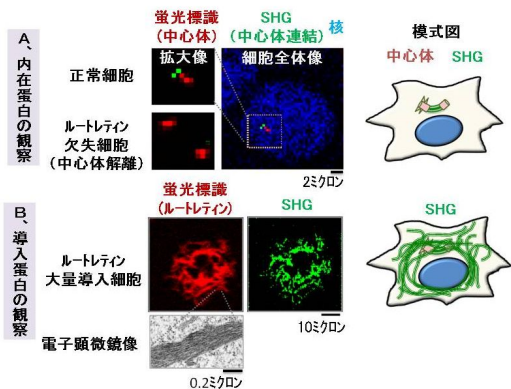 蛍光標識
(中心体)
SHG
(中心体連結)
核
模式図
中心体 SHG
A、内在蛋白の観察
拡大像
細胞全体像
正常細胞
ルートレティン
欠失細胞
(中心体解離)
2ミクロン
B、導入蛋白の観察
蛍光標識
(ルートレティン)
SHG
SHG
ルートレティン
大量導入細胞
10ミクロン
電子顕微鏡像
0.2ミクロン